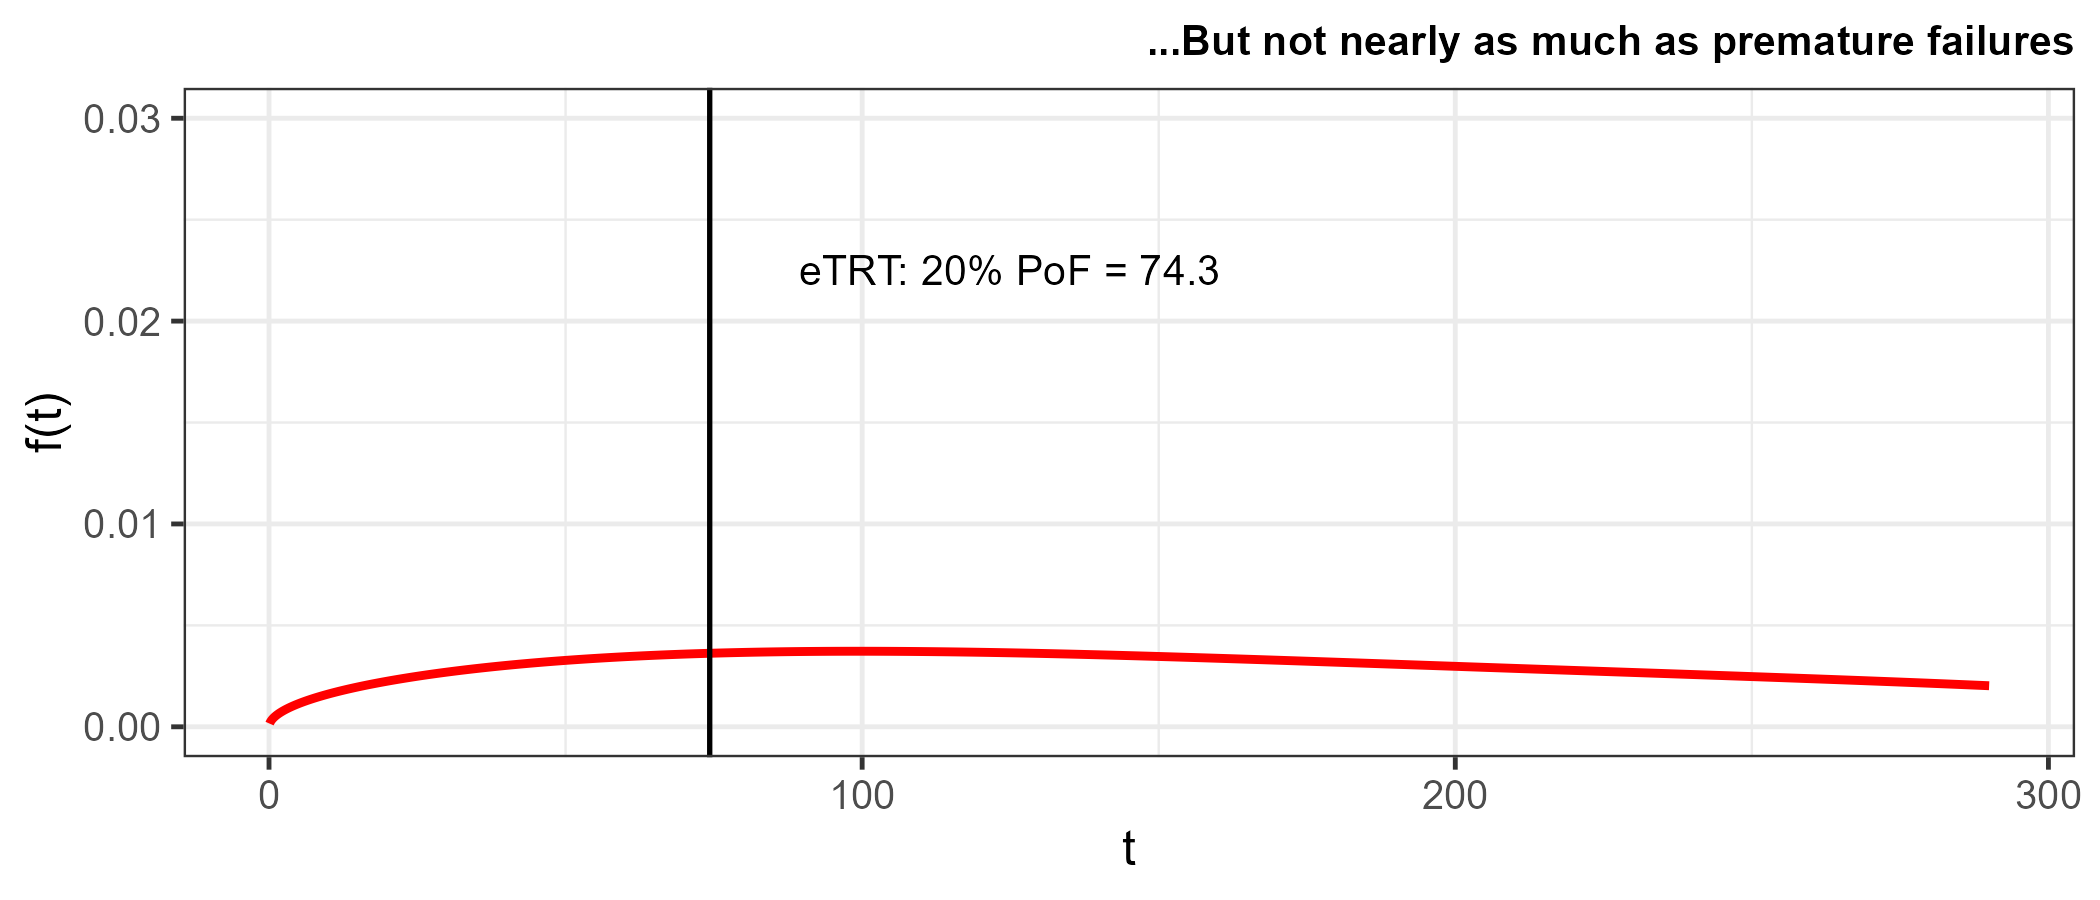 ...But not nearly as much as premature failures
0.03
eTRT: 20% PoF = 74.3
0.02
f(t)
0.01
0.00
0 100 200 300
t